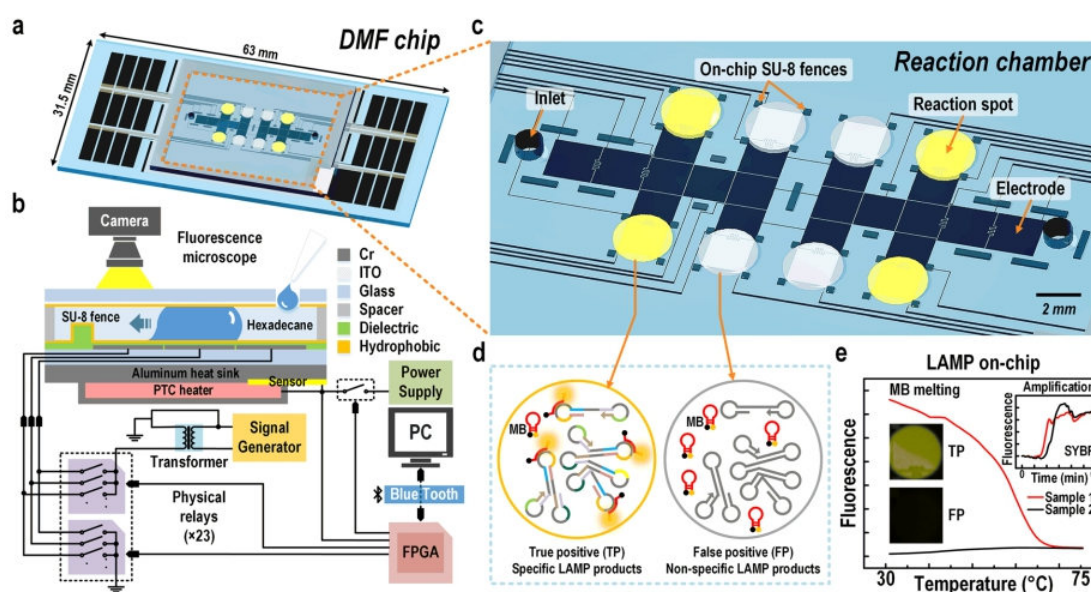 a
DMF chip
63 mm
31.5 mm
b
Camera
Fluorescence
microscope
Cr
ITO
Glass
Spacer
Dielectric
Hydrophobic
SU-8 fence
Hexadecane
Aluminum heat sink
Sensor
PTC heater
Power
Supply
PC
Signal
Generator
Transformer
Blue Tooth
Physical
relays
(×23)
FPGA
c
On-chip SU-8 fences
Reaction chamber
Inlet
Reaction spot
Electrode
2 mm
d
MB
True positive (TP)
Specific LAMP products
MB
False positive (FP)
Non-specific LAMP products
e
LAMP on-chip
MB melting
TP
FP
Fluorescence
30
75
Temperature (°C)
Amplification
Fluorescence
SYBR
0
Time (min)
Sample 1
Sample 2